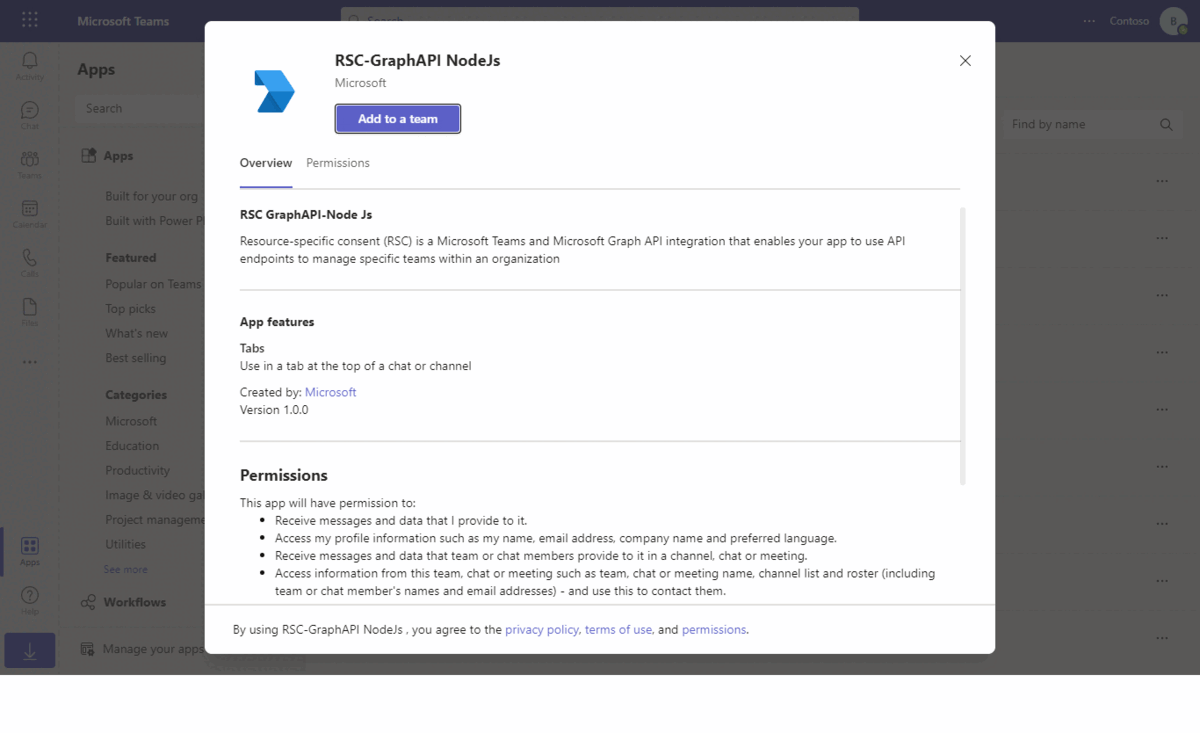 Microsoft Teams
Search
Contoso
B
Activity
Chat
Teams
Calendar
Calls
Files
Apps
Help
Apps
Search
Apps
Built for your org
Built with Power P
Featured
Popular on Teams
Top picks
What's new
Best selling
Categories
Microsoft
Education
Productivity
Image & video gal
Project manageme
Utilities
See more
Workflows
Manage your apps
Find by name
RSC-GraphAPI NodeJs
Microsoft
Add to a team
Overview Permissions
RSC GraphAPI-Node Js
Resource-specific consent (RSC) is a Microsoft Teams and Microsoft Graph API integration that enables your app to use API
endpoints to manage specific teams within an organization
App features
Tabs
Use in a tab at the top of a chat or channel
Created by: Microsoft
Version 1.0.0
Permissions
This app will have permission to:
• Receive messages and data that I provide to it.
• Access my profile information such as my name, email address, company name and preferred language.
• Receive messages and data that team or chat members provide to it in a channel, chat or meeting.
• Access information from this team, chat or meeting such as team, chat or meeting name, channel list and roster (including
team or chat member's names and email addresses) - and use this to contact them.
By using RSC-GraphAPI NodeJs , you agree to the privacy policy, terms of use, and permissions.